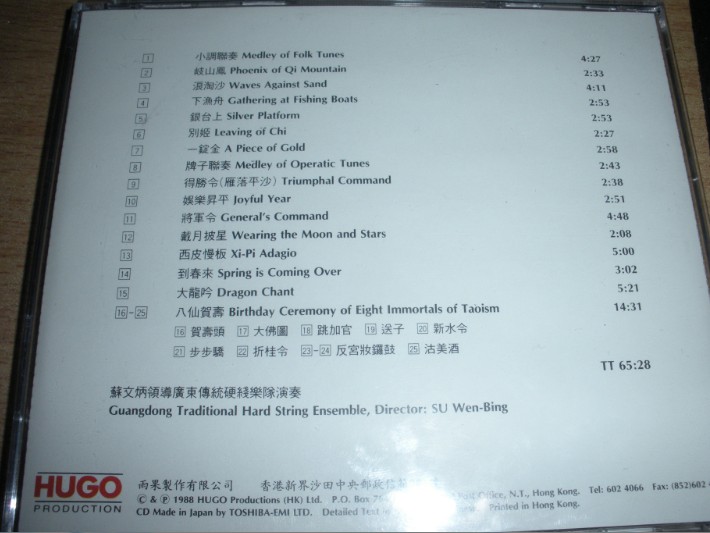 1 小調聯奏 Medley of Folk Tunes 4:27
2 岐山鳳 Phoenix of Qi Mountain 2:33
3 浪淘沙 Waves Against Sand 4:11
4 下漁舟 Gathering at Fishing Boats 2:53
5 銀台上 Silver Platform 2:53
6 別姬 Leaving of Chi 2:27
7 一錠金 A Piece of Gold 2:58
8 牌子聯奏 Medley of Operatic Tunes 2:43
9 得勝令(雁落平沙) Triumphal Command 2:38
10 娛樂昇平 Joyful Year 2:51
11 將軍令 General's Command 4:48
12 戴月披星 Wearing the Moon and Stars 2:08
13 西皮慢板 Xi-Pi Adagio 5:00
14 到春來 Spring is Coming Over 3:02
15 大龍吟 Dragon Chant 5:21
16-25 八仙賀壽 Birthday Ceremony of Eight Immortals of Taoism 14:31
16 賀壽頭 17 大佛圖 18 跳加官 19 送子 20 新水令
21 步步驕 22 折桂令 23-24 反宮妝鑼鼓 25 沽美酒
TT 65:28
蘇文炳領導廣東傳統硬綫樂隊演奏
Guangdong Traditional Hard String Ensemble, Director: SU Wen-Bing
HUGO
PRODUCTION
雨果製作有限公司 香港新界沙田中央郵政信
© & ℗ 1988 HUGO Productions (HK) Ltd. P.O. Box Office, N.T., Hong Kong. Tel: 602 4066 Fax: (852)602
CD Made in Japan by TOSHIBA-EMI LTD. Detailed Text Printed in Hong Kong.